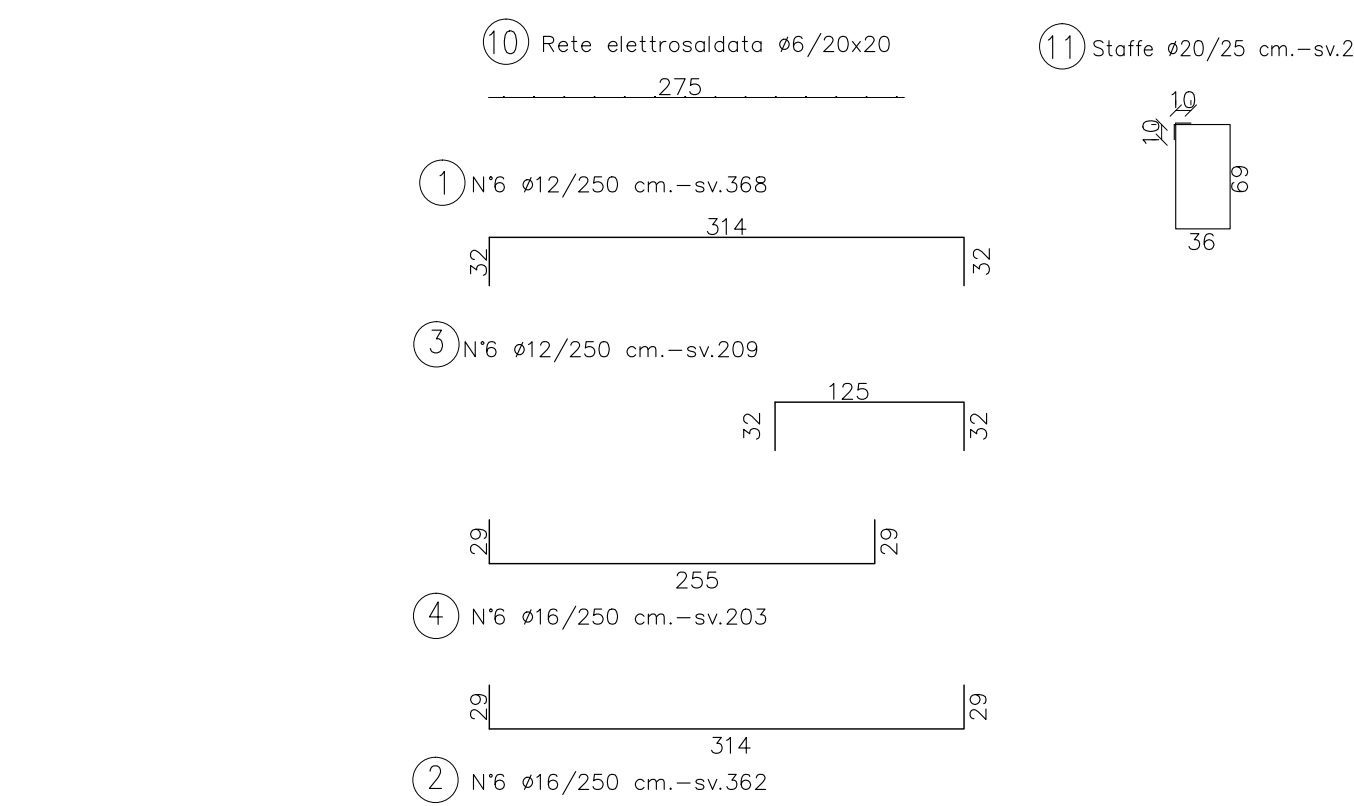 10 Rete elettrosaldata ø6/20x20
275
11 Staffe ø20/25 cm.-sv.2
10
10
69
36
1 N°6 ø12/250 cm.-sv.368
314
32
32
3 N°6 ø12/250 cm.-sv.209
125
32
32
29
29
255
4 N°6 ø16/250 cm.-sv.203
29
29
314
2 N°6 ø16/250 cm.-sv.362